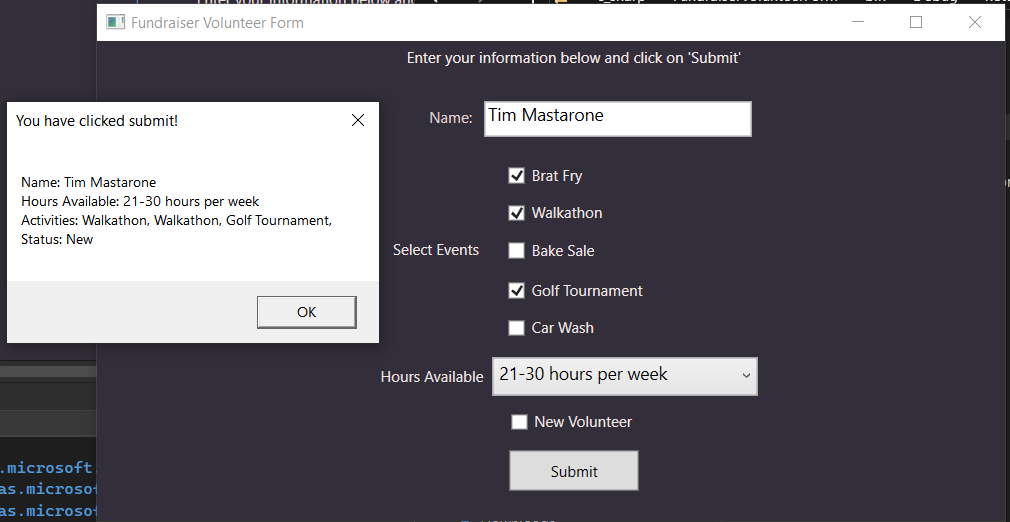 Fundraiser Volunteer Form
Enter your information below and click on 'Submit'
Name: Tim Mastarone
You have clicked submit!
Name: Tim Mastarone
Hours Available: 21-30 hours per week
Activities: Walkathon, Walkathon, Golf Tournament,
Status: New
OK
Select Events
Brat Fry
Walkathon
Bake Sale
Golf Tournament
Car Wash
Hours Available 21-30 hours per week
New Volunteer
Submit
.microsoft.
as.microsof
as.microsof